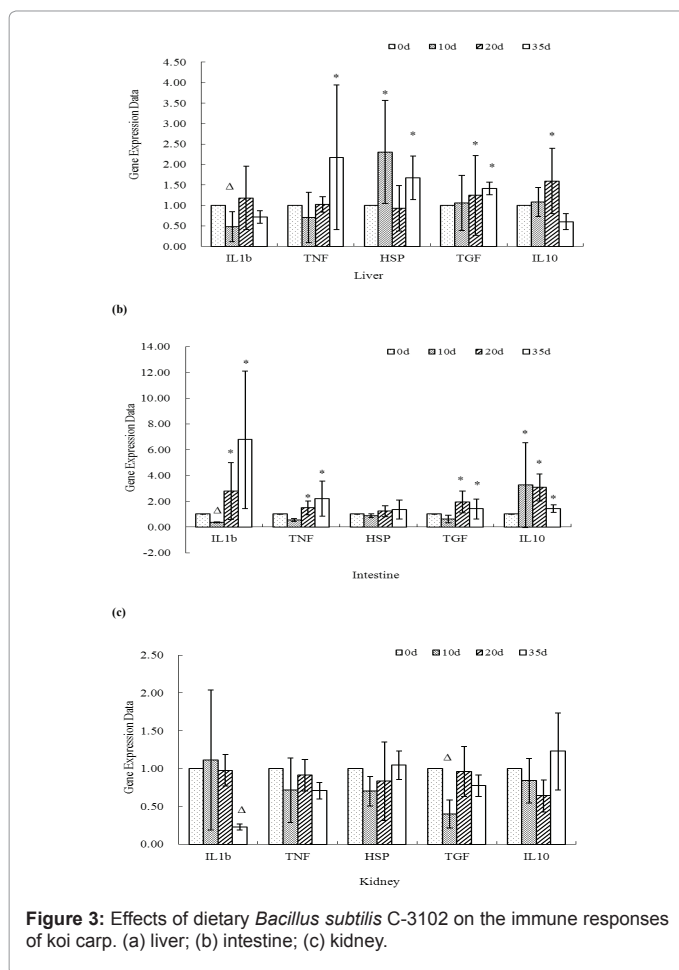 0d 10d 20d 35d
Gene Expression Data
4.50
4.00
3.50
3.00
2.50
2.00
1.50
1.00
0.50
0.00
* * * * * * Δ
IL1b TNF HSP TGF IL10
Liver
(b)
0d 10d 20d 35d
Gene Expression Data
14.00
12.00
10.00
8.00
6.00
4.00
2.00
0.00
-2.00
* * Δ * * * * * * *
IL1b TNF HSP TGF IL10
Intestine
(c)
0d 10d 20d 35d
Gene Expression Data
2.50
2.00
1.50
1.00
0.50
0.00
Δ Δ
IL1b TNF HSP TGF IL10
Kidney
Figure 3: Effects of dietary Bacillus subtilis C-3102 on the immune responses
of koi carp. (a) liver; (b) intestine; (c) kidney.